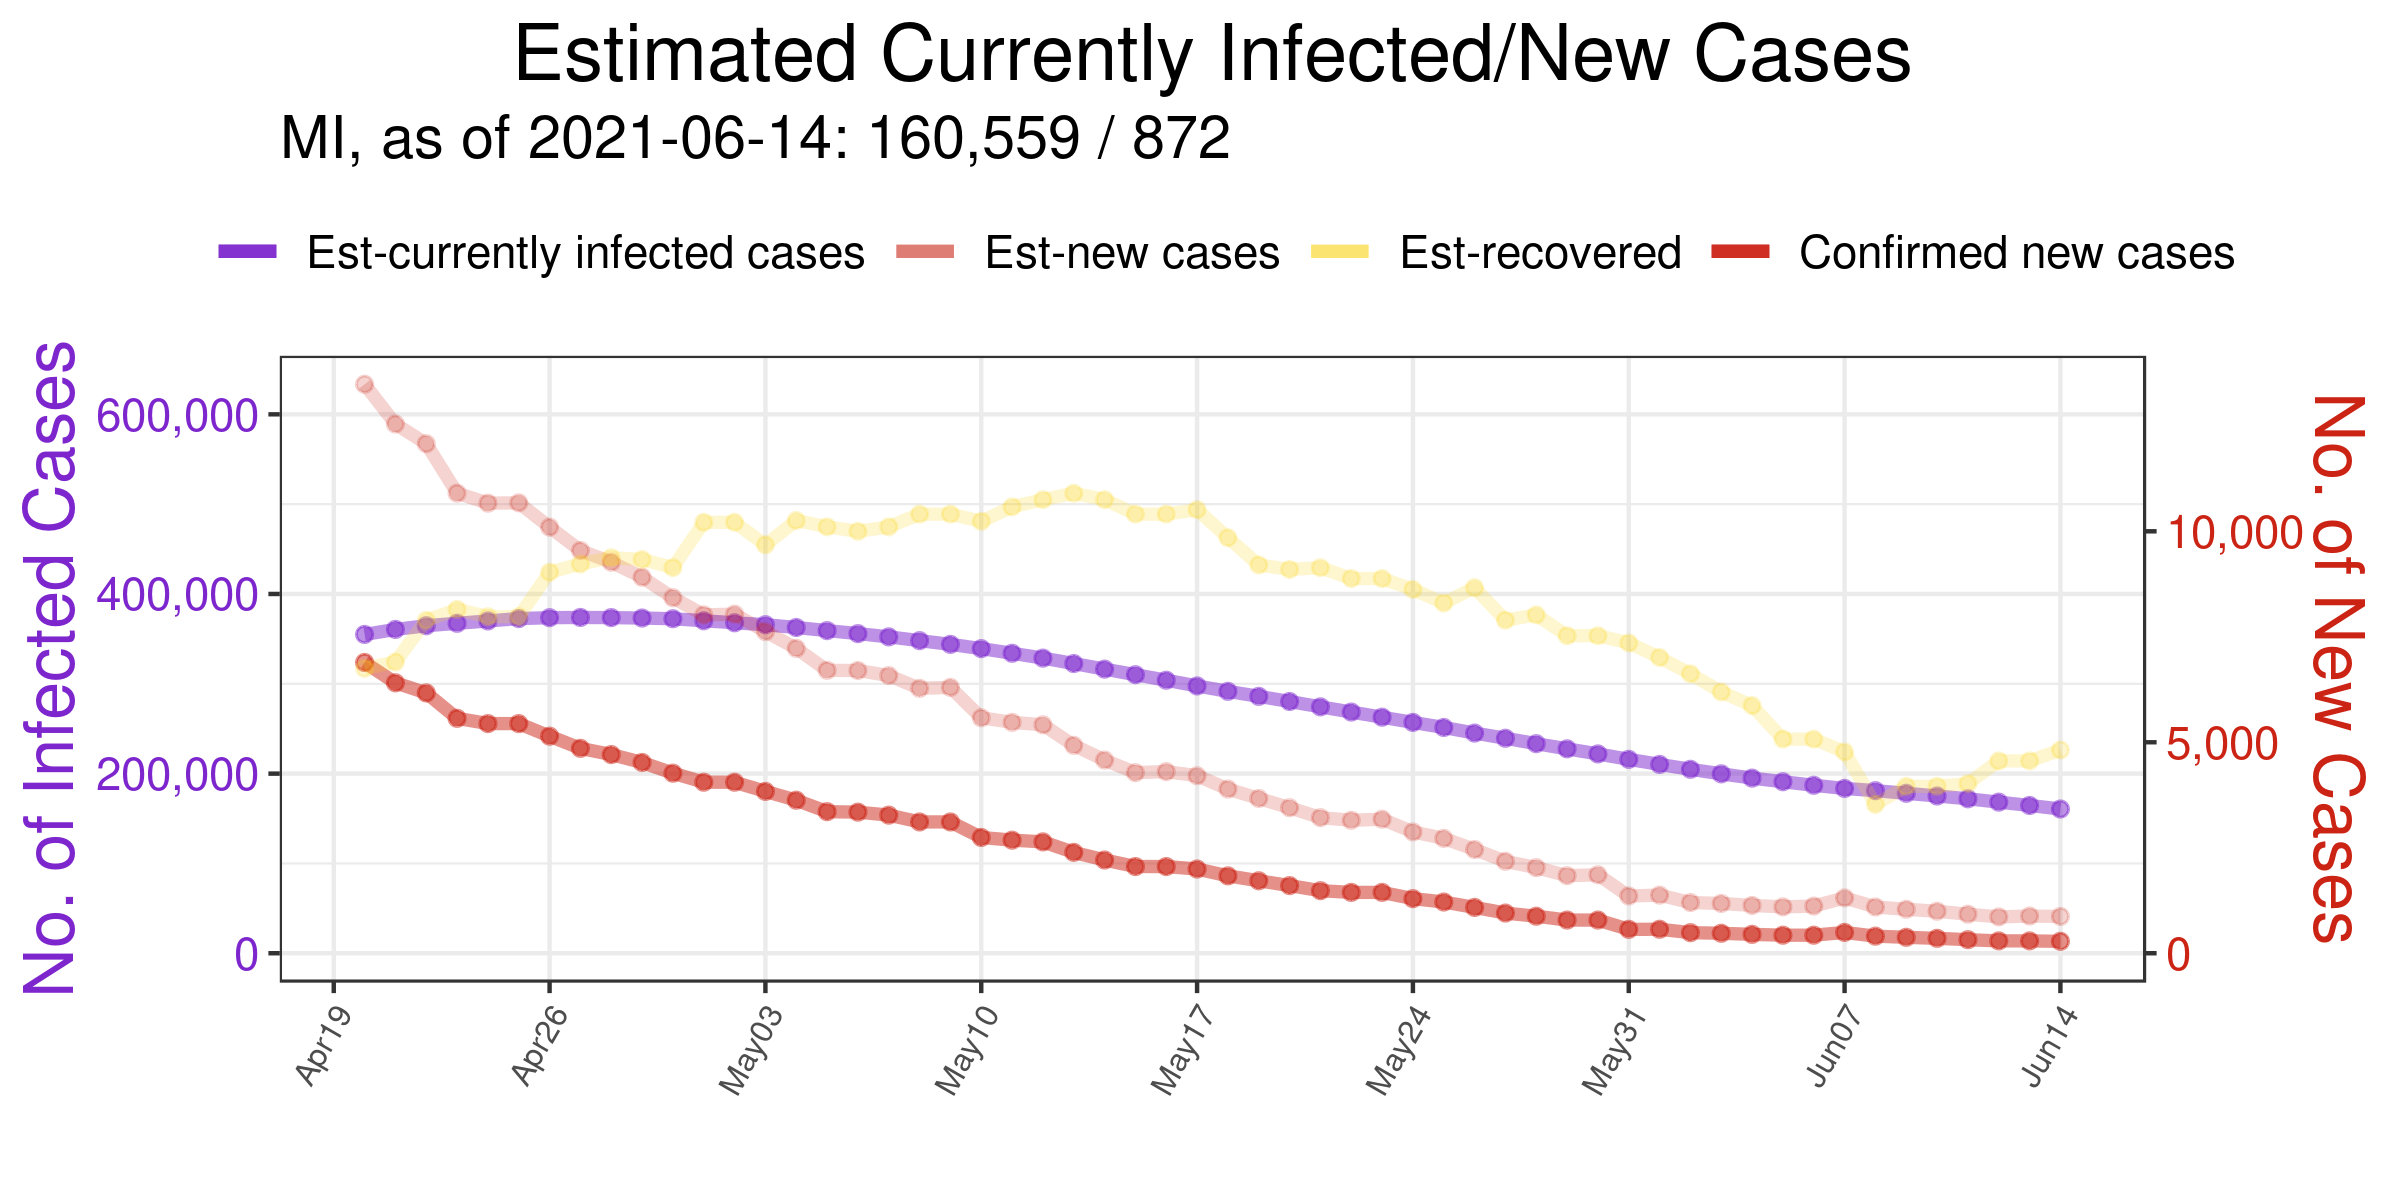 Estimated Currently Infected/New Cases
MI, as of 2021-06-14: 160,559 / 872
Est-currently infected cases Est-new cases Est-recovered Confirmed new cases
No. of Infected Cases
600,000
400,000
200,000
0
10,000
5,000
0
No. of New Cases
Apr19 Apr26 May03 May10 May17 May24 May31 Jun07 Jun14